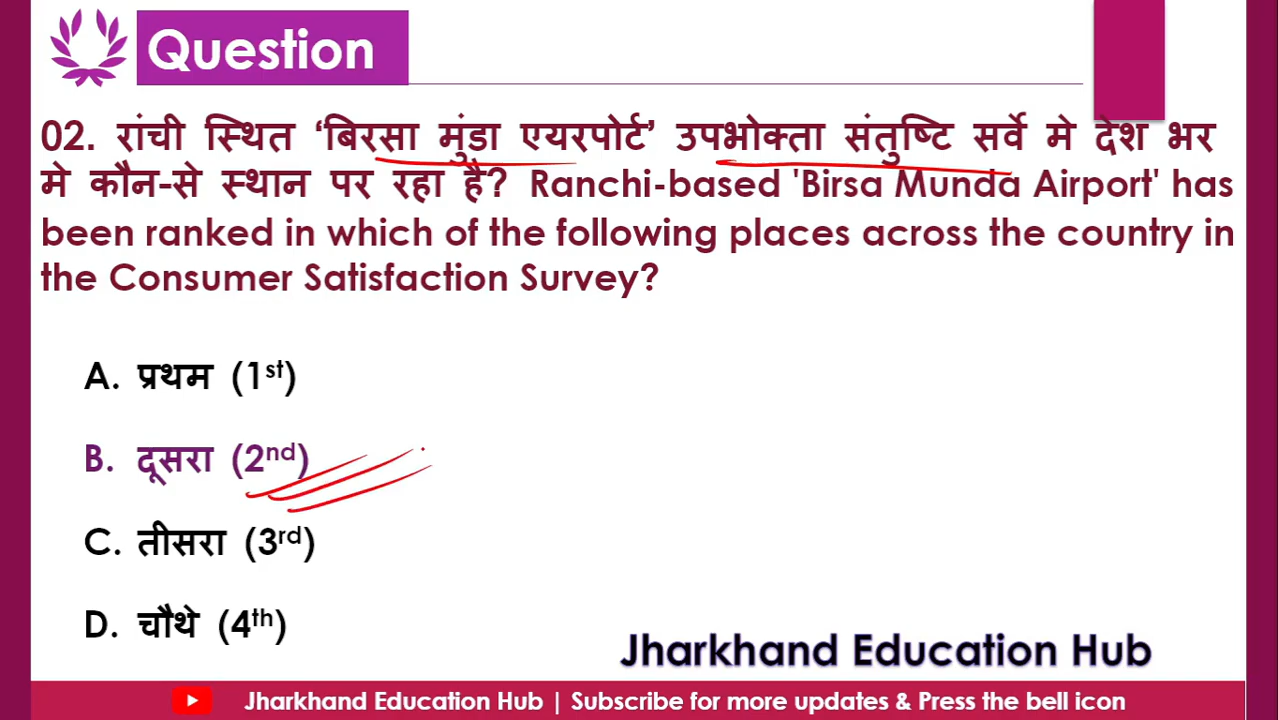 Question
02. रांची स्थित ‘बिरसा मुंडा एयरपोर्ट’ उपभोक्ता संतुष्टि सर्वे मे देश भर
मे कौन-से स्थान पर रहा है? Ranchi-based 'Birsa Munda Airport' has
been ranked in which of the following places across the country in
the Consumer Satisfaction Survey?
A. प्रथम (1st)
B. दूसरा (2nd)
C. तीसरा (3rd)
D. चौथे (4th)
Jharkhand Education Hub
Jharkhand Education Hub | Subscribe for more updates & Press the bell icon